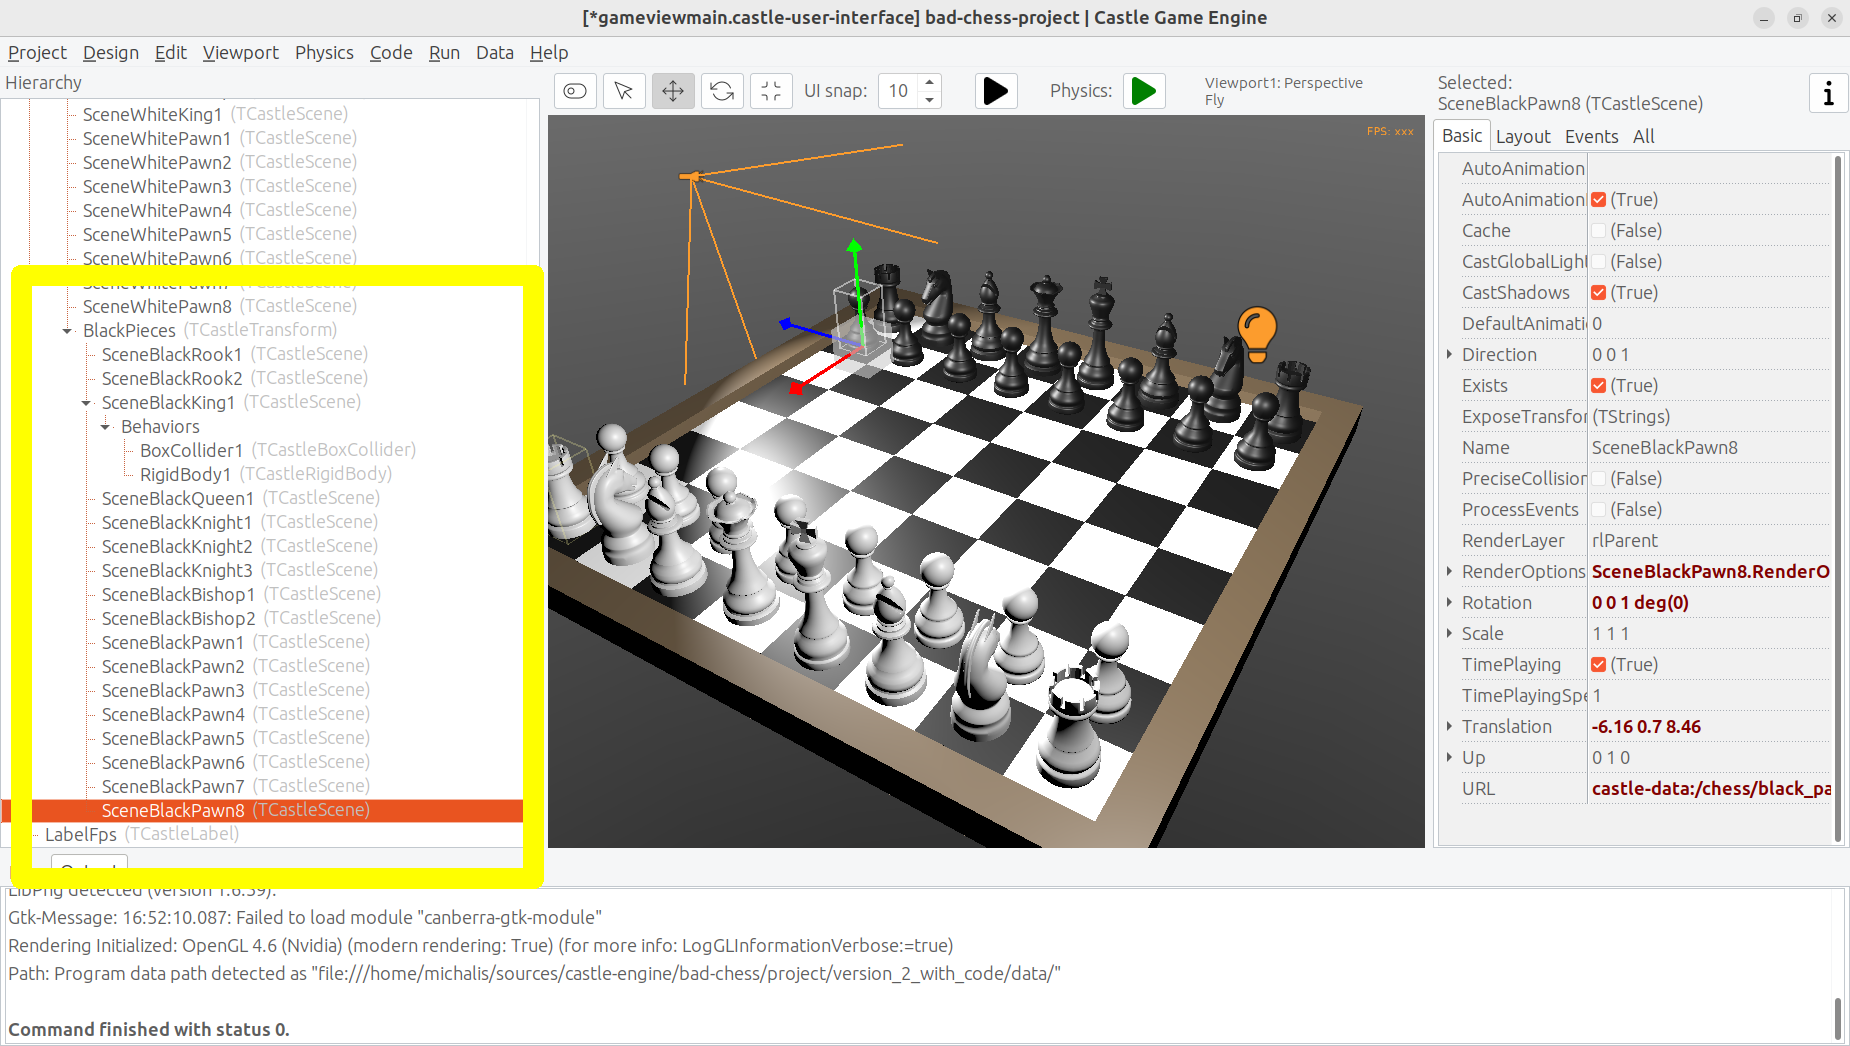 [*gameviewmain.castle-user-interface] bad-chess-project | Castle Game Engine
Project Design Edit Viewport Physics Code Run Data Help
Hierarchy
SceneWhiteKing1 (TCastleScene)
SceneWhitePawn1 (TCastleScene)
SceneWhitePawn2 (TCastleScene)
SceneWhitePawn3 (TCastleScene)
SceneWhitePawn4 (TCastleScene)
SceneWhitePawn5 (TCastleScene)
SceneWhitePawn6 (TCastleScene)
SceneWhitePawn7 (TCastleScene)
SceneWhitePawn8 (TCastleScene)
BlackPieces (TCastleTransform)
SceneBlackRook1 (TCastleScene)
SceneBlackRook2 (TCastleScene)
SceneBlackKing1 (TCastleScene)
Behaviors
BoxCollider1 (TCastleBoxCollider)
RigidBody1 (TCastleRigidBody)
SceneBlackQueen1 (TCastleScene)
SceneBlackKnight1 (TCastleScene)
SceneBlackKnight2 (TCastleScene)
SceneBlackKnight3 (TCastleScene)
SceneBlackBishop1 (TCastleScene)
SceneBlackBishop2 (TCastleScene)
SceneBlackPawn1 (TCastleScene)
SceneBlackPawn2 (TCastleScene)
SceneBlackPawn3 (TCastleScene)
SceneBlackPawn4 (TCastleScene)
SceneBlackPawn5 (TCastleScene)
SceneBlackPawn6 (TCastleScene)
SceneBlackPawn7 (TCastleScene)
SceneBlackPawn8 (TCastleScene)
LabelFps (TCastleLabel)
UI snap: 10
Physics:
Viewport1: Perspective
Fly
FPS: xxx
Selected:
SceneBlackPawn8 (TCastleScene)
Basic Layout Events All
AutoAnimation
AutoAnimation (True)
Cache (False)
CastGlobalLigh (False)
CastShadows (True)
DefaultAnimati 0
Direction 0 0 1
Exists (True)
ExposeTransfor (TStrings)
Name SceneBlackPawn8
PreciseCollision (False)
ProcessEvents (False)
RenderLayer rlParent
RenderOptions SceneBlackPawn8.RenderO
Rotation 0 0 1 deg(0)
Scale 1 1 1
TimePlaying (True)
TimePlayingSpe 1
Translation -6.16 0.7 8.46
Up 0 1 0
URL castle-data:/chess/black_pa
LibPng detected (version 1.6.39).
Gtk-Message: 16:52:10.087: Failed to load module "canberra-gtk-module"
Rendering Initialized: OpenGL 4.6 (Nvidia) (modern rendering: True) (for more info: LogGLInformationVerbose:=true)
Path: Program data path detected as "file:///home/michalis/sources/castle-engine/bad-chess/project/version_2_with_code/data/"
Command finished with status 0.